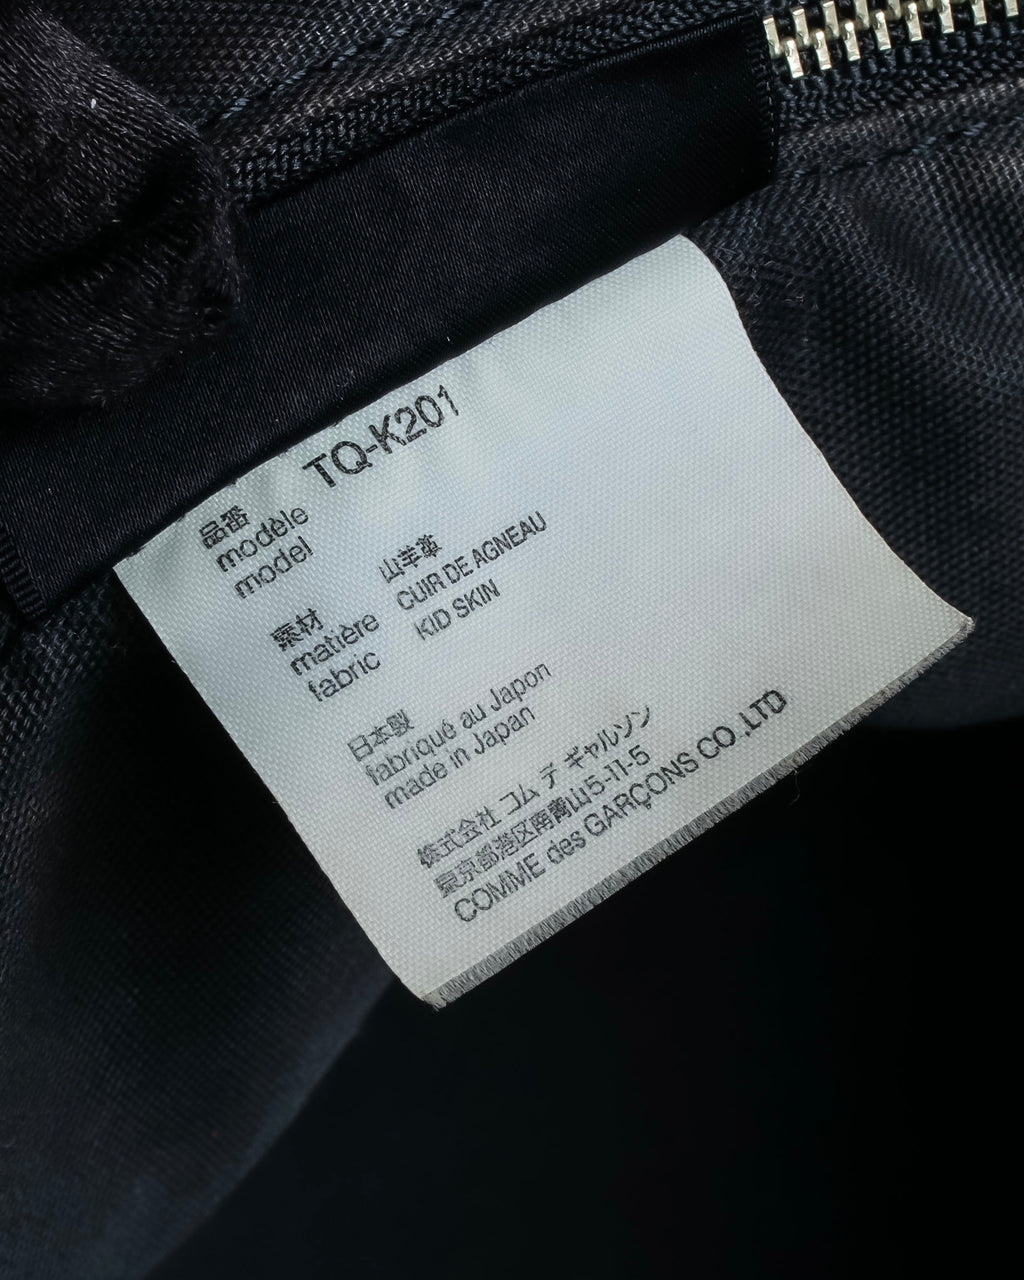 品番 TQ-K201
modèle
model
素材 山羊革
matière CUIR DE AGNEAU
fabric KID SKIN
日本製
fabriqué au Japon
made in Japan
株式会社 コム デ ギャルソン
東京都港区南青山5-11-5
COMME des GARÇONS CO.,LTD